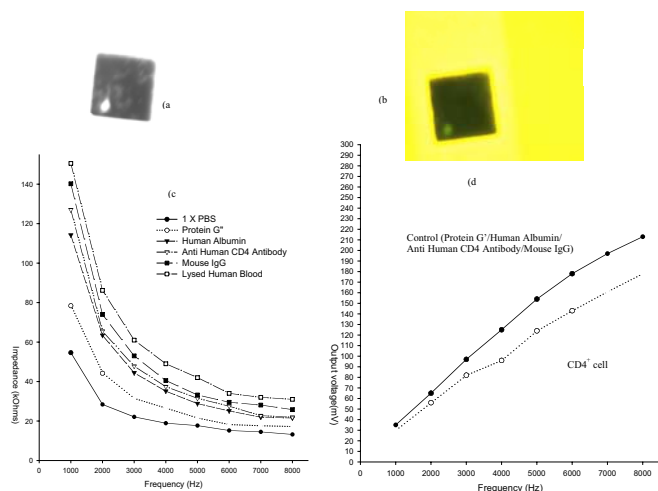 (a
(b
(c
1 X PBS
Protein G"
Human Albumin
Anti Human CD4 Antibody
Mouse IgG
Lysed Human Blood
Impedance (kOhms)
140
120
100
80
60
40
20
0
0 1000 2000 3000 4000 5000 6000 7000 8000
Frequency (Hz)
(d
Control (Protein G'/Human Albumin/
Anti Human CD4 Antibody/Mouse IgG)
CD4+ cell
Output voltage(mV)
300
290
280
270
260
250
240
230
220
210
200
190
180
170
160
150
140
130
120
110
100
90
80
70
60
50
40
30
20
10
0
0 1000 2000 3000 4000 5000 6000 7000 8000
Frequency (Hz)